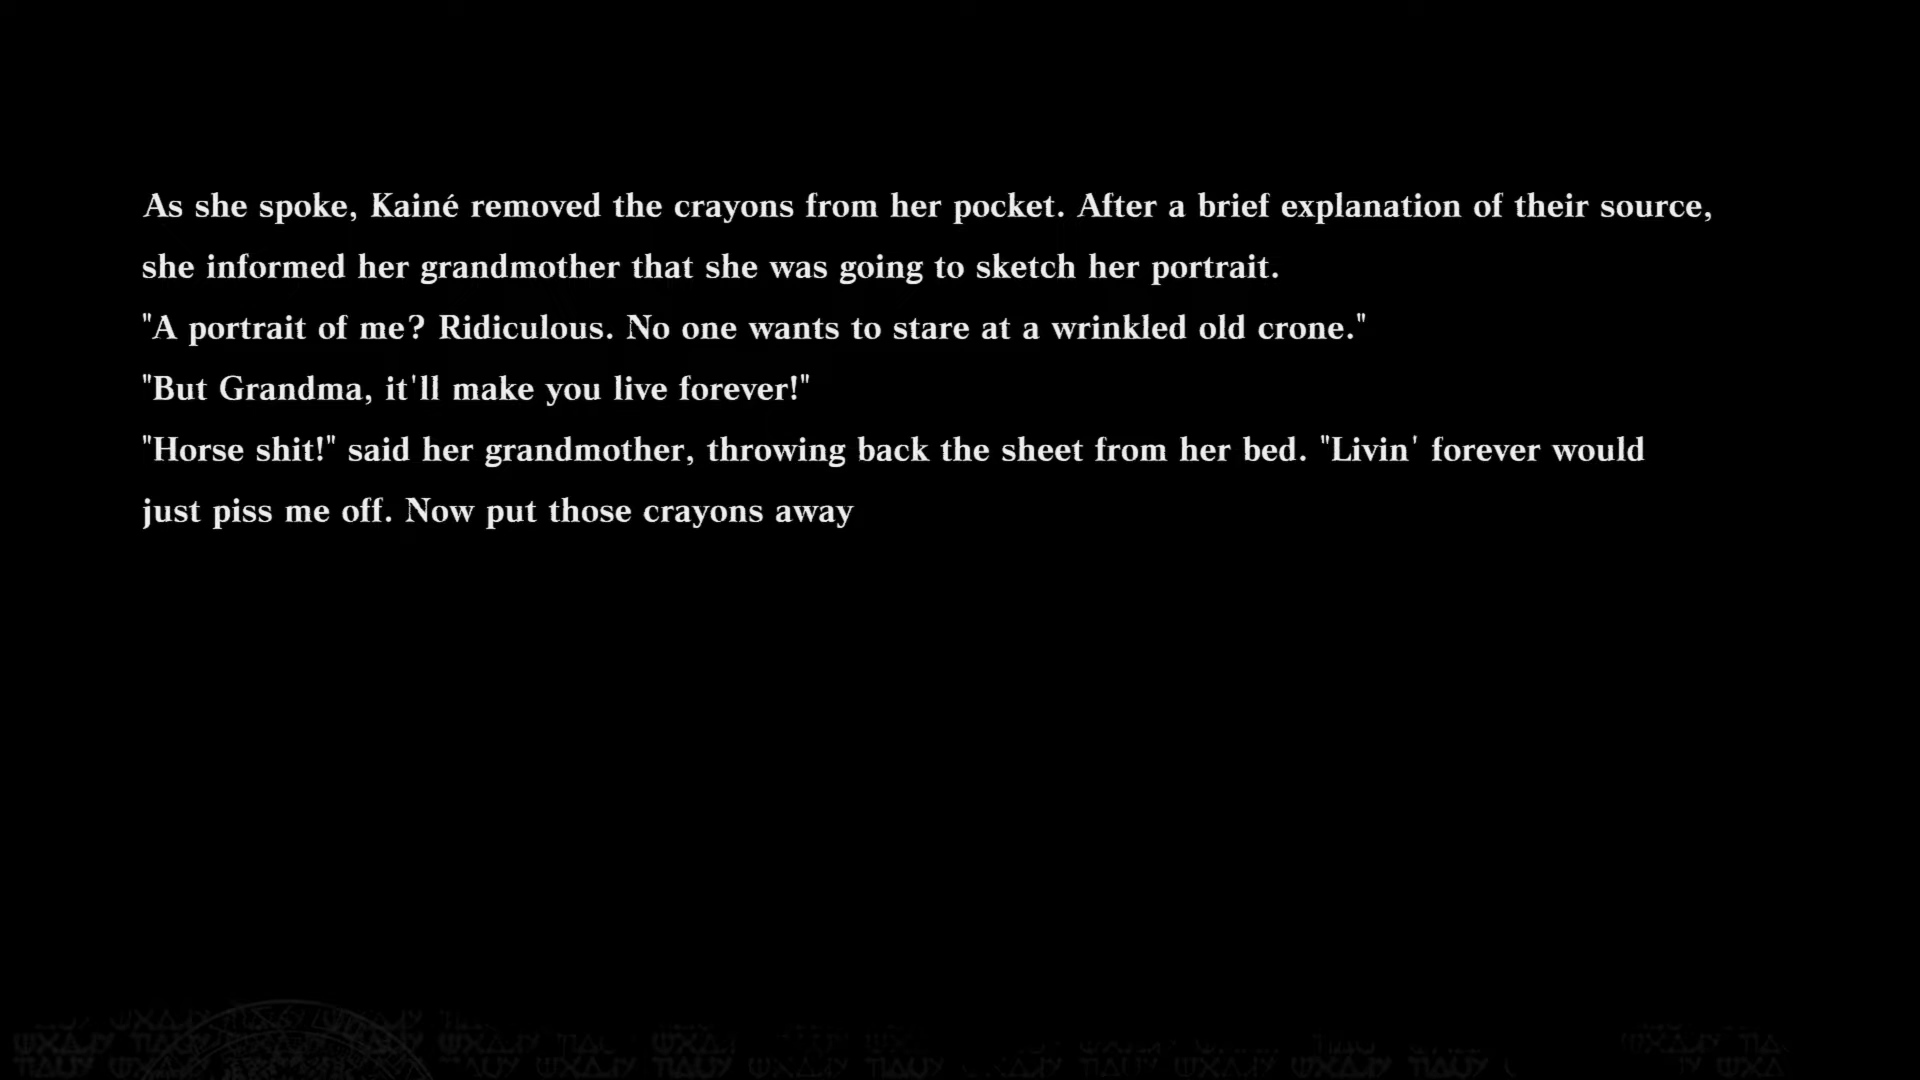 As she spoke, Kainé removed the crayons from her pocket. After a brief explanation of their source,
she informed her grandmother that she was going to sketch her portrait.
"A portrait of me? Ridiculous. No one wants to stare at a wrinkled old crone."
"But Grandma, it'll make you live forever!"
"Horse shit!" said her grandmother, throwing back the sheet from her bed. "Livin' forever would
just piss me off. Now put those crayons away